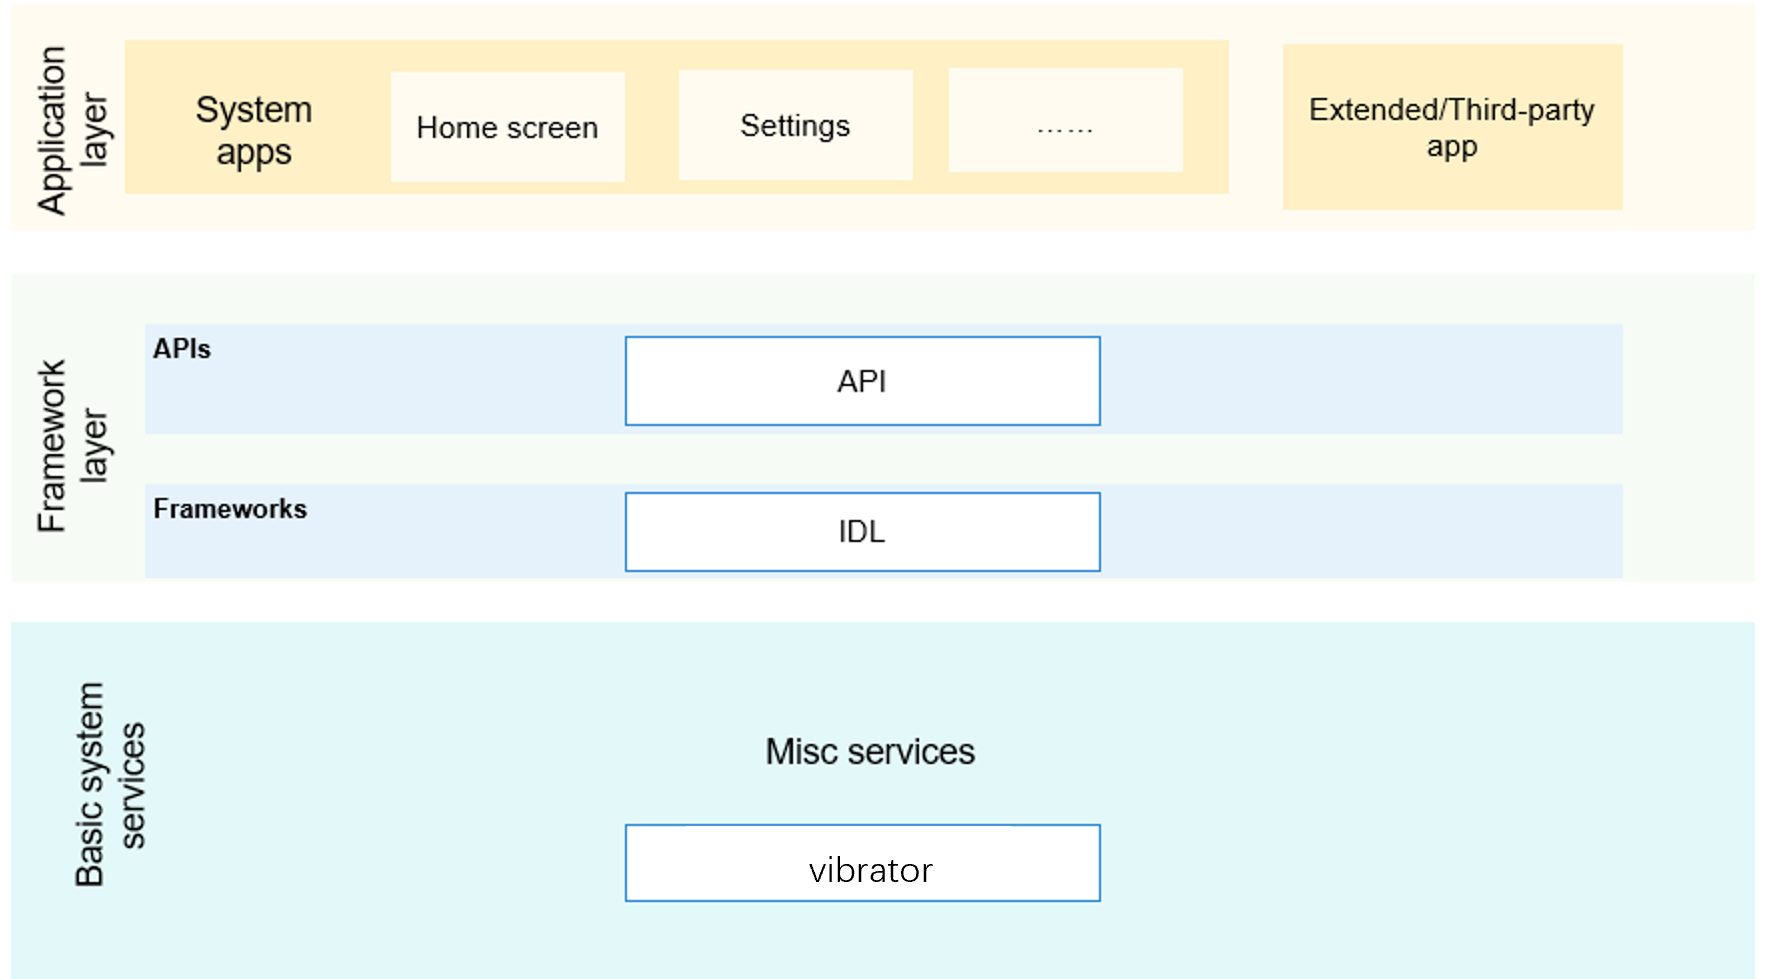 Application
layer
System
apps
Home screen
Settings
……
Extended/Third-party
app
Framework
layer
APIs
API
Frameworks
IDL
Basic system
services
Misc services
vibrator